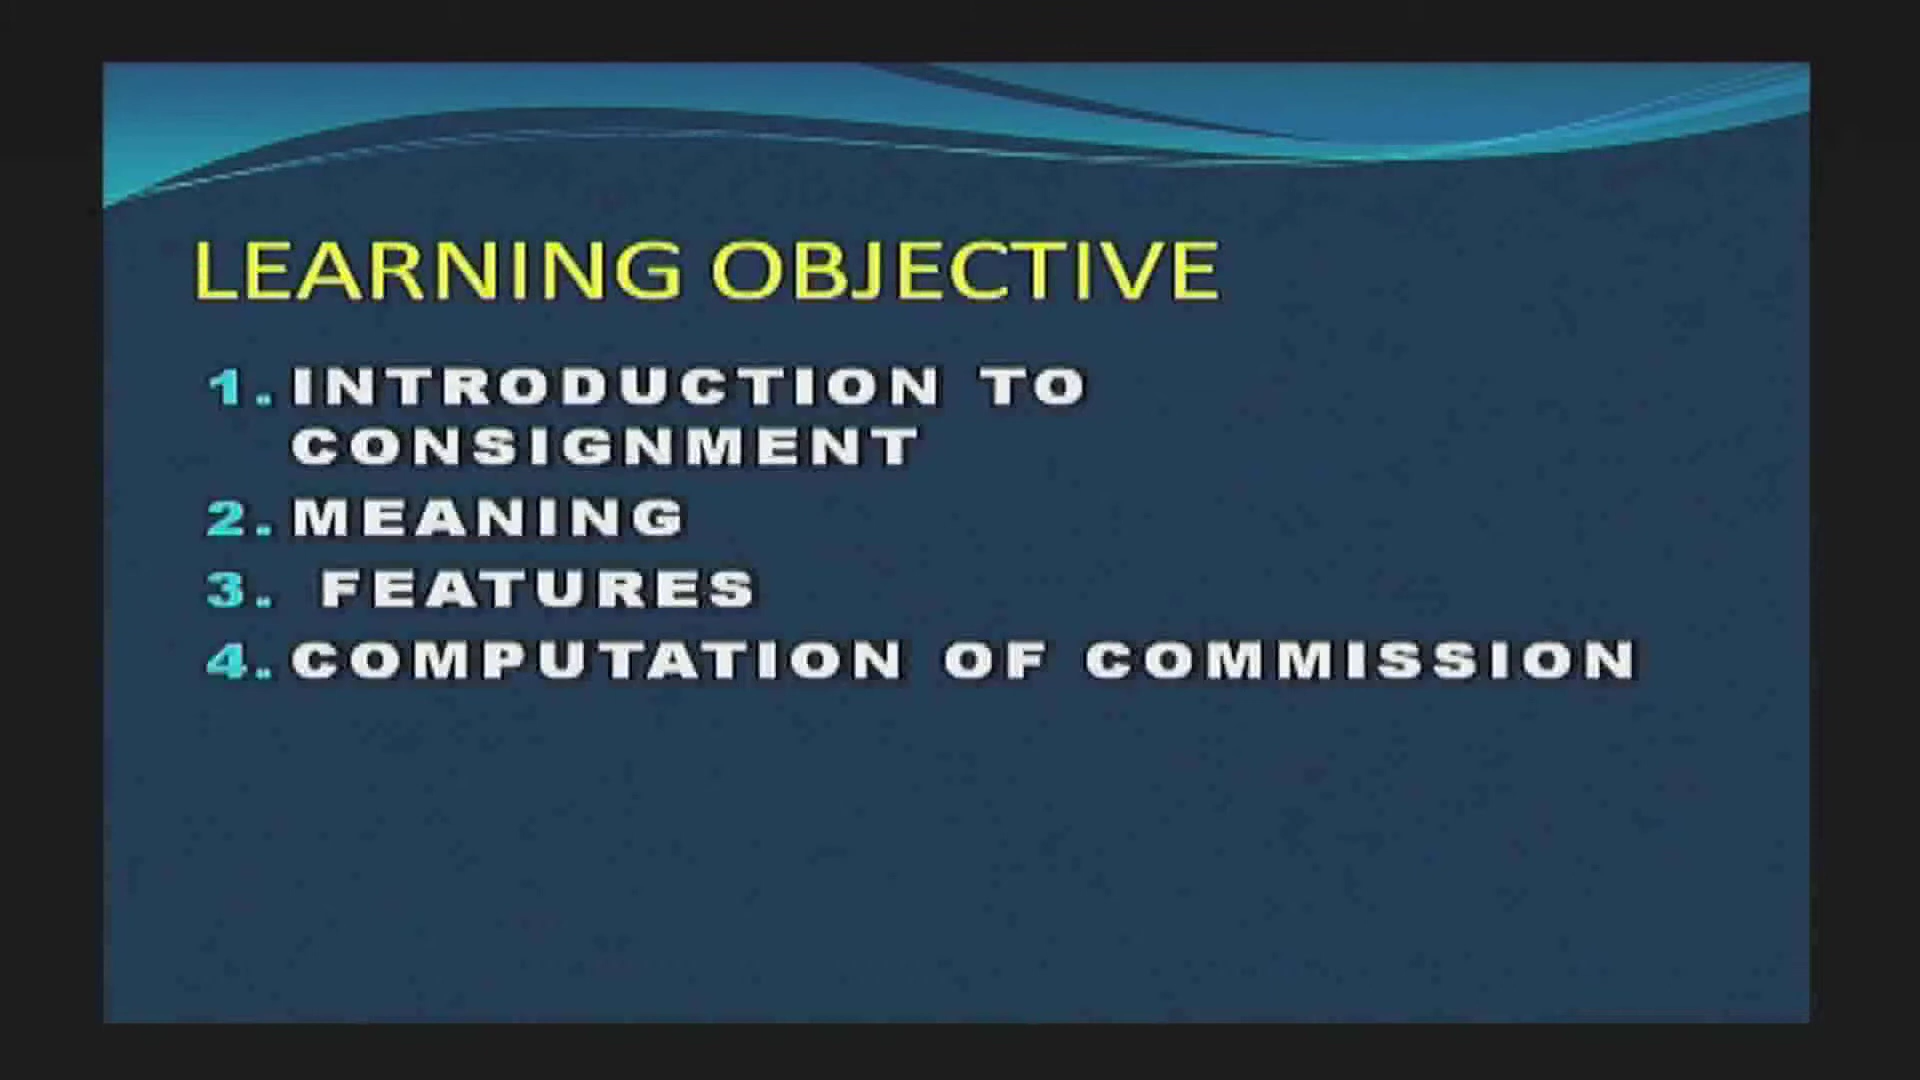 LEARNING OBJECTIVE
1. INTRODUCTION TO
CONSIGNMENT
2. MEANING
3. FEATURES
4. COMPUTATION OF COMMISSION